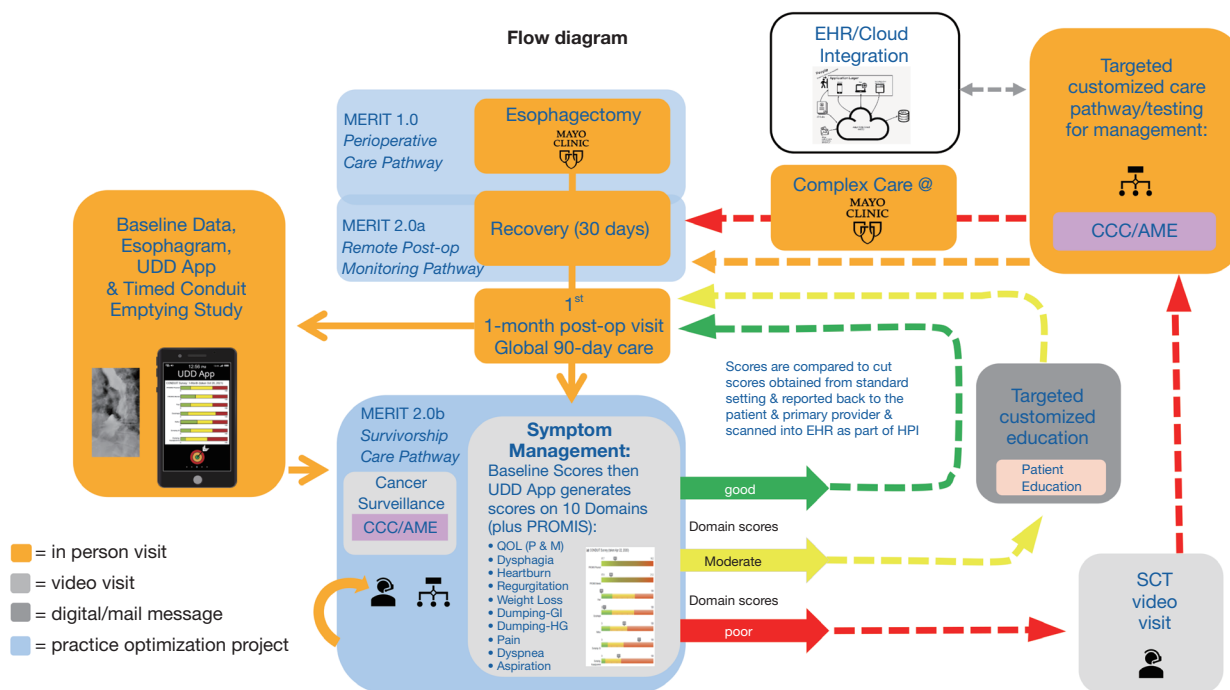 Flow diagram
EHR/Cloud
Integration
Targeted
customized care
pathway/testing
for management:
CCC/AME
MERIT 1.0
Perioperative
Care Pathway
Esophagectomy
MAYO
CLINIC
MERIT 2.0a
Remote Post-op
Monitoring Pathway
Recovery (30 days)
Complex Care @
MAYO
CLINIC
Baseline Data,
Esophagram,
UDD App
& Timed Conduit
Emptying Study
12:58
UDD App
1st
1-month post-op visit
Global 90-day care
Scores are compared to cut
scores obtained from standard
setting & reported back to the
patient & primary provider &
scanned into EHR as part of HPI
Targeted
customized
education
Patient
Education
MERIT 2.0b
Survivorship
Care Pathway
Cancer
Surveillance
CCC/AME
Symptom
Management:
Baseline Scores then
UDD App generates
scores on 10 Domains
(plus PROMIS):
• QOL (P & M)
• Dysphagia
• Heartburn
• Regurgitation
• Weight Loss
• Dumping-GI
• Dumping-HG
• Pain
• Dyspnea
• Aspiration
good
Domain scores
Moderate
Domain scores
poor
SCT
video
visit
= in person visit
= video visit
= digital/mail message
= practice optimization project